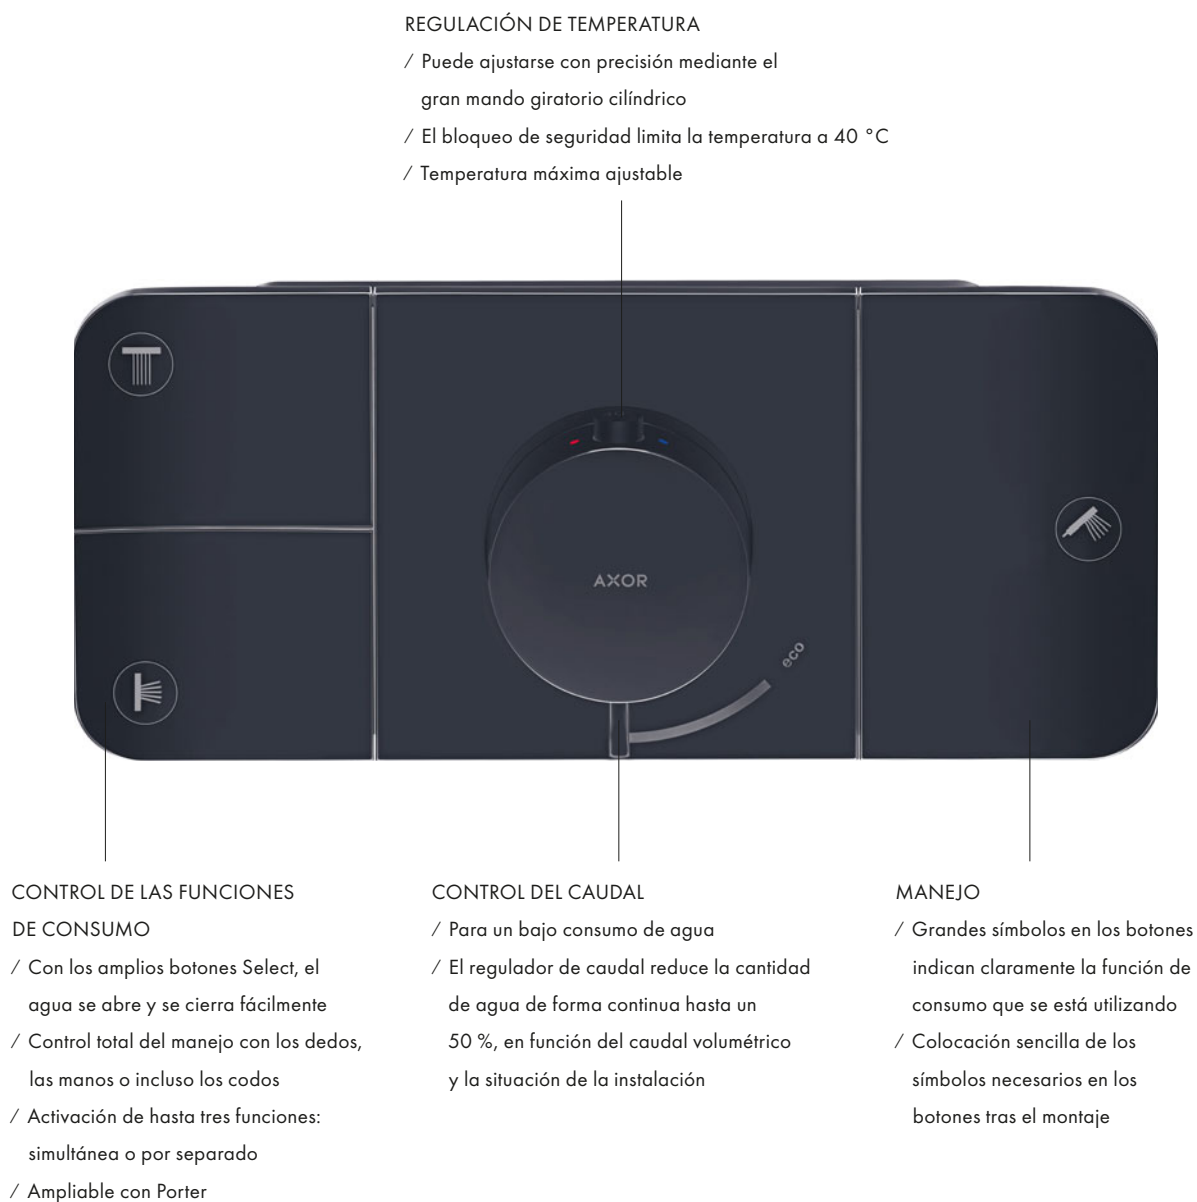 REGULACIÓN DE TEMPERATURA
/ Puede ajustarse con precisión mediante el
gran mando giratorio cilíndrico
/ El bloqueo de seguridad limita la temperatura a 40 °C
/ Temperatura máxima ajustable
AXOR
eco
CONTROL DE LAS FUNCIONES
DE CONSUMO
/ Con los amplios botones Select, el
agua se abre y se cierra fácilmente
/ Control total del manejo con los dedos,
las manos o incluso los codos
/ Activación de hasta tres funciones:
simultánea o por separado
/ Ampliable con Porter
CONTROL DEL CAUDAL
/ Para un bajo consumo de agua
/ El regulador de caudal reduce la cantidad
de agua de forma continua hasta un
50 %, en función del caudal volumétrico
y la situación de la instalación
MANEJO
/ Grandes símbolos en los botones
indican claramente la función de
consumo que se está utilizando
/ Colocación sencilla de los
símbolos necesarios en los
botones tras el montaje